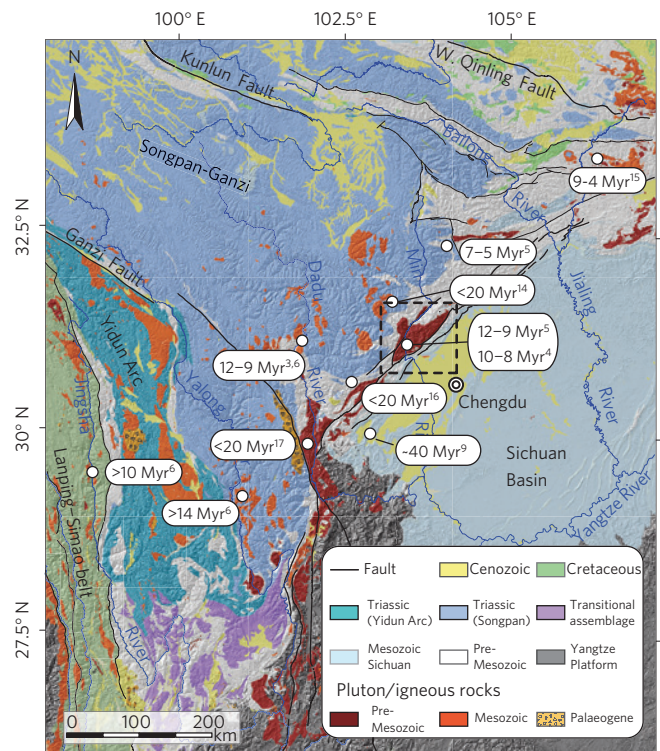 100° E
102.5° E
105° E
N
Kunlun Fault
W. Qinling Fault
Bailong
River
Songpan-Ganzi
9-4 Myr15
32.5° N
Ganzi Fault
Dadu
River
Min
7–5 Myr5
<20 Myr14
Jialing
River
Yidun Arc
12–9 Myr5
10–8 Myr4
12–9 Myr3,6
Yalong
<20 Myr16
Chengdu
Jingsha
River
30° N
<20 Myr17
~40 Myr9
Sichuan
Basin
Lanping–Simao belt
>10 Myr6
>14 Myr6
Yangtze River
27.5° N
Fault
Cenozoic
Cretaceous
Triassic
(Yidun Arc)
Triassic
(Songpan)
Transitional
assemblage
Mesozoic
Sichuan
Pre-
Mesozoic
Yangtze
Platform
Pluton/igneous rocks
Pre-
Mesozoic
Mesozoic
Palaeogene
0 50 100 200
km